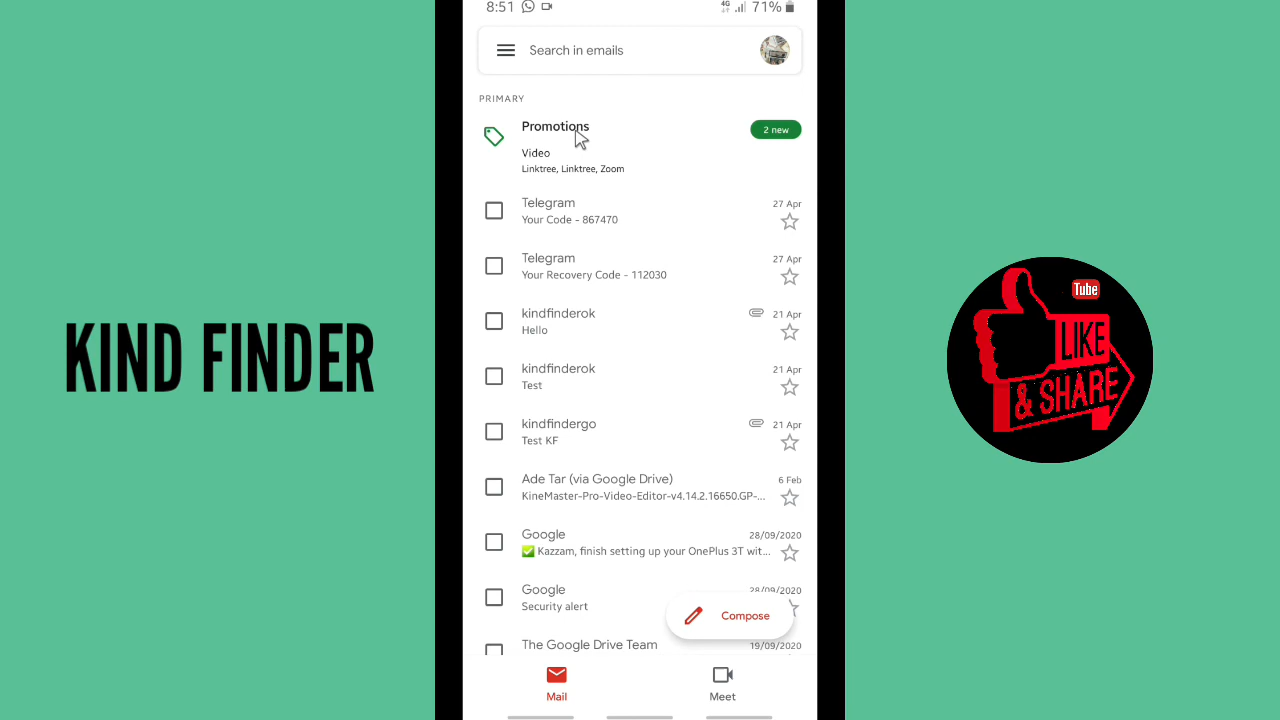 8:51
4G
71%
Search in emails
PRIMARY
Promotions
2 new
Video
Linktree, Linktree, Zoom
Telegram
27 Apr
Your Code - 867470
Telegram
27 Apr
Your Recovery Code - 112030
kindfinderok
21 Apr
Hello
kindfinderok
21 Apr
Test
kindfindergo
21 Apr
Test KF
Ade Tar (via Google Drive)
6 Feb
KineMaster-Pro-Video-Editor-v4.14.2.16650.GP-...
Google
28/09/2020
✅ Kazzam, finish setting up your OnePlus 3T wit...
Google
28/09/2020
Security alert
Compose
The Google Drive Team
19/09/2020
Mail
Meet
KIND FINDER
Tube
LIKE
& SHARE